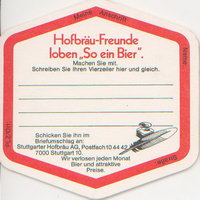 Meine Anschrift:
Name:
Hofbräu-Freunde
loben „So ein Bier“.
Machen Sie mit.
Schreiben Sie Ihren Vierzeiler hier und gleich.
Schicken Sie ihn im
Briefumschlag an:
Stuttgarter Hofbräu AG, Postfach 10 44 42
7000 Stuttgart 10.
Wir verlosen jeden Monat
Bier und attraktive
Preise.
Straße: